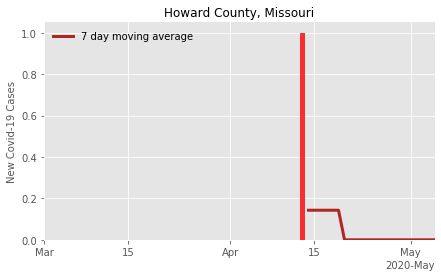 Howard County, Missouri
7 day moving average
New Covid-19 Cases
1.0
0.8
0.6
0.4
0.2
0.0
Mar 15 Apr 15 May
2020-May